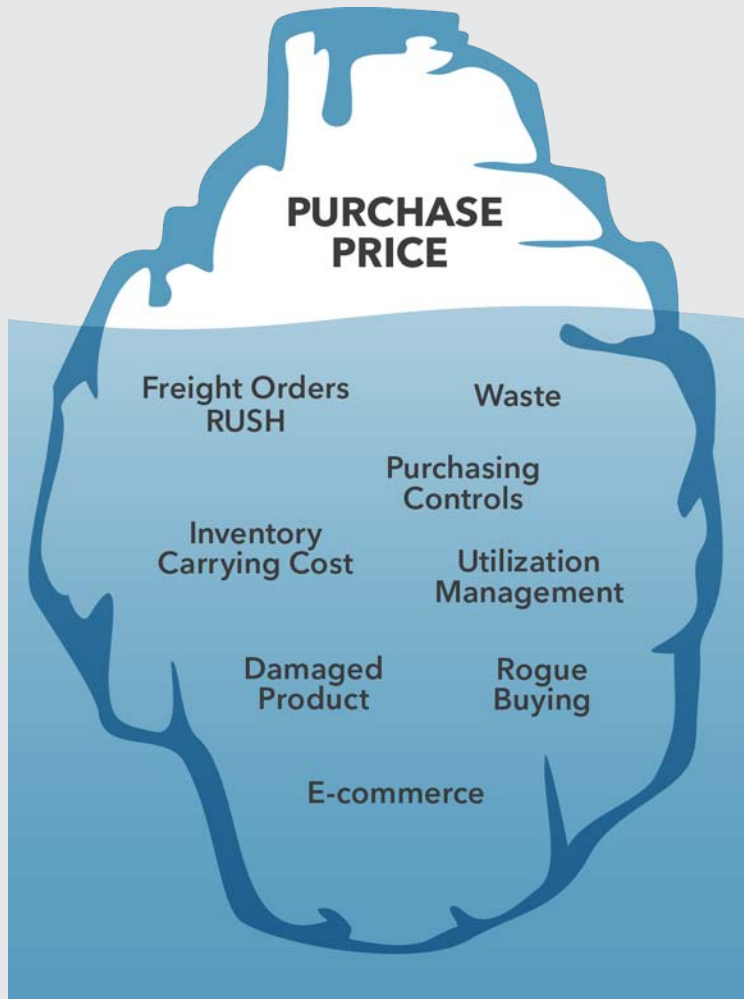 PURCHASE
PRICE
Freight Orders
RUSH
Waste
Purchasing
Controls
Inventory
Carrying Cost
Utilization
Management
Damaged
Product
Rogue
Buying
E-commerce